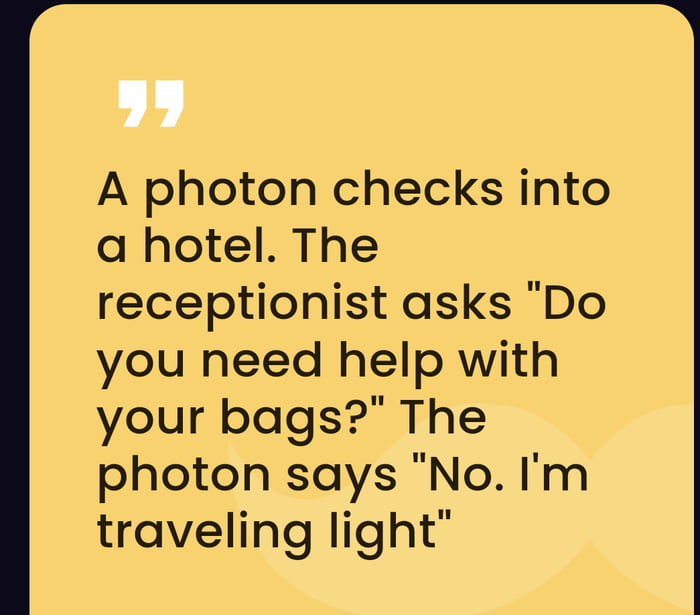 A photon checks into
a hotel. The
receptionist asks "Do
you need help with
your bags?" The
photon says "No. I'm
traveling light"